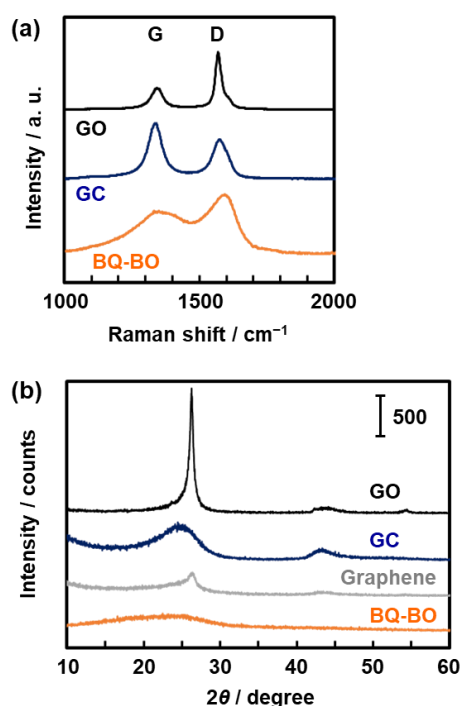 (a)
G D
GO
GC
BQ-BO
Intensity / a. u.
1000 1500 2000
Raman shift / cm⁻¹
(b)
500
GO
GC
Graphene
BQ-BO
Intensity / counts
10 20 30 40 50 60
2θ / degree